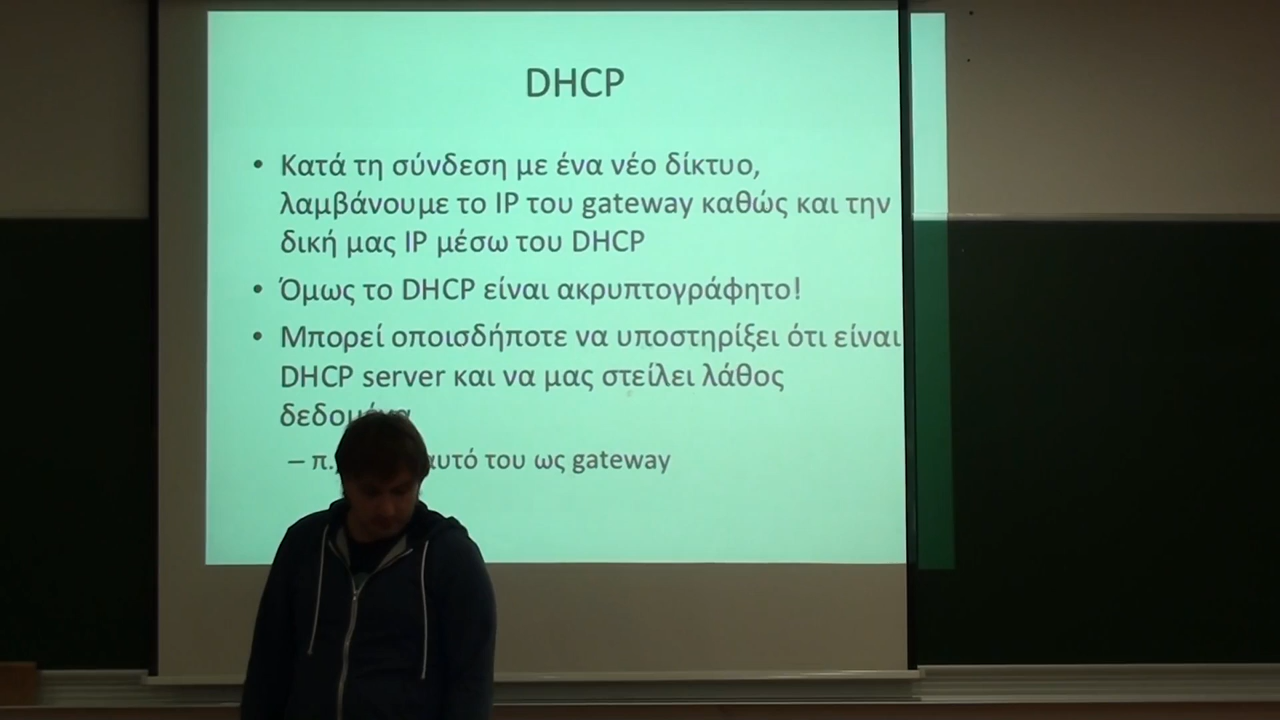 DHCP
• Κατά τη σύνδεση με ένα νέο δίκτυο,
λαμβάνουμε το IP του gateway καθώς και την
δική μας IP μέσω του DHCP
• Όμως το DHCP είναι ακρυπτογράφητο!
• Μπορεί οποισδήποτε να υποστηρίξει ότι είναι
DHCP server και να μας στείλει λάθος
δεδομένα
– αυτό του ως gateway